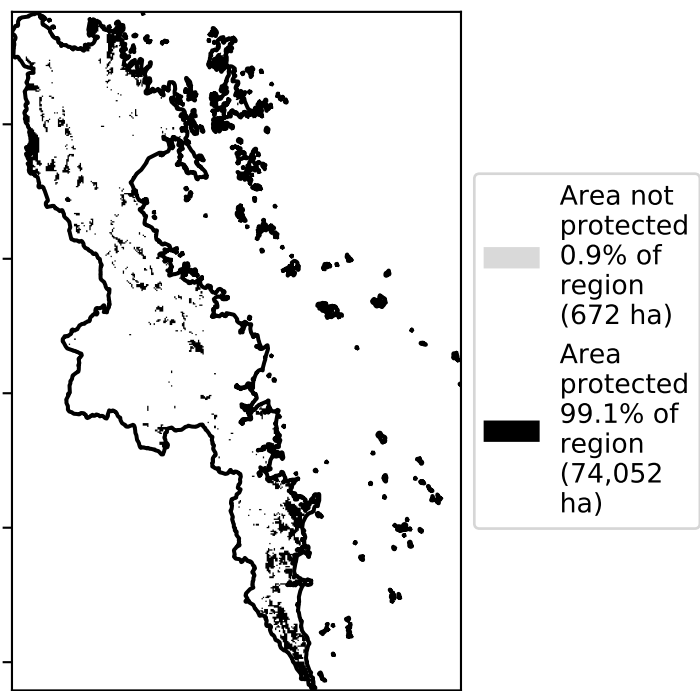 Area not
protected
0.9% of
region
(672 ha)
Area
protected
99.1% of
region
(74,052
ha)